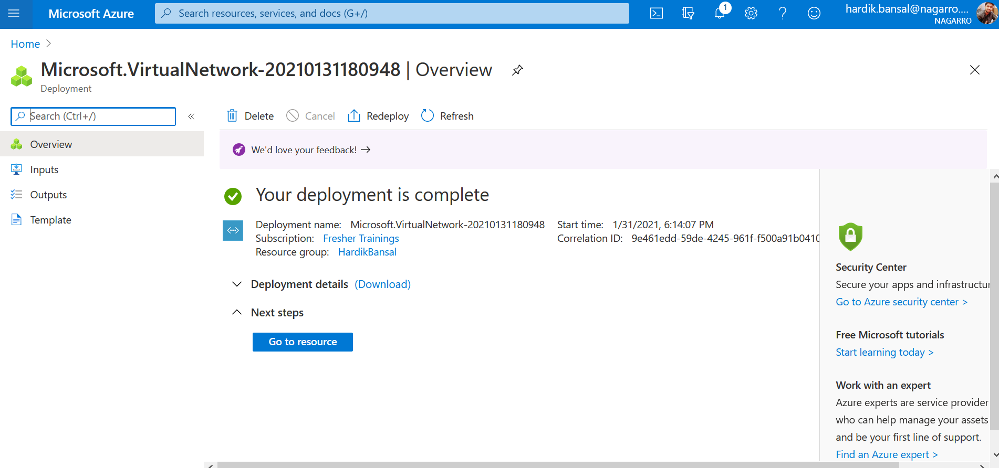 Microsoft Azure
Search resources, services, and docs (G+/)
1
hardik.bansal@nagarro....
NAGARRO
Home
Microsoft.VirtualNetwork-20210131180948 | Overview
Deployment
Search (Ctrl+/)
«
Delete
Cancel
Redeploy
Refresh
Overview
Inputs
Outputs
Template
We'd love your feedback! →
Your deployment is complete
Deployment name: Microsoft.VirtualNetwork-20210131180948
Subscription: Fresher Trainings
Resource group: HardikBansal
Start time: 1/31/2021, 6:14:07 PM
Correlation ID: 9e461edd-59de-4245-961f-f500a91b0410
Deployment details (Download)
Next steps
Go to resource
Security Center
Secure your apps and infrastructur
Go to Azure security center >
Free Microsoft tutorials
Start learning today >
Work with an expert
Azure experts are service provider
who can help manage your assets
and be your first line of support.
Find an Azure expert >